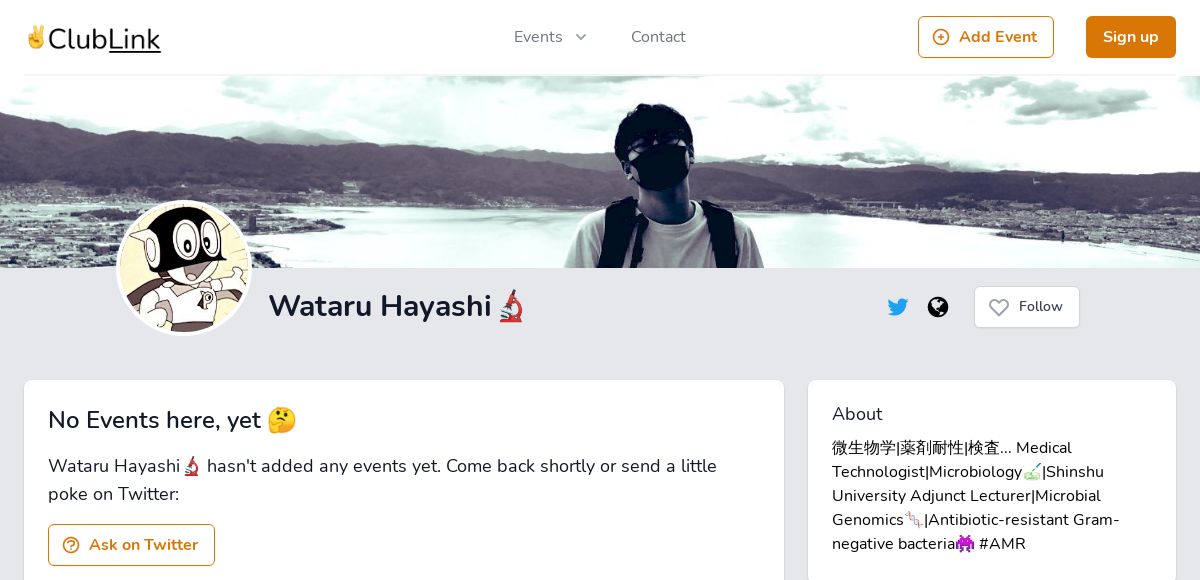 ✌ClubLink
Events
Contact
Add Event
Sign up
Wataru Hayashi🔬
Follow
No Events here, yet 🤔
Wataru Hayashi🔬 hasn't added any events yet. Come back shortly or send a little
poke on Twitter:
Ask on Twitter
About
微生物学|薬剤耐性|検査... Medical
Technologist|Microbiology🧫|Shinshu
University Adjunct Lecturer|Microbial
Genomics🧬|Antibiotic-resistant Gram-
negative bacteria👾 #AMR